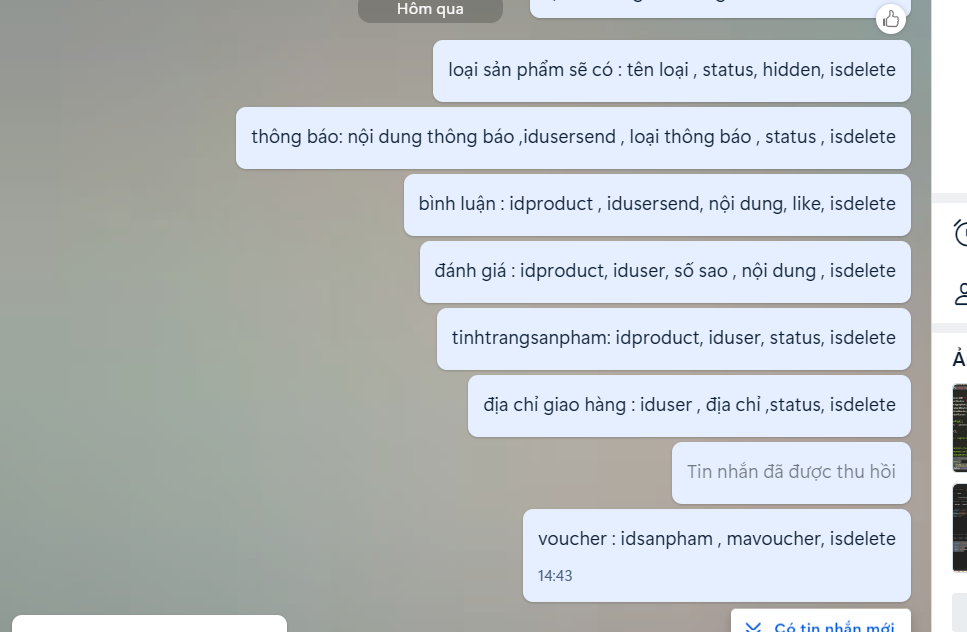 Hôm qua
loại sản phẩm sẽ có : tên loại , status, hidden, isdelete
thông báo: nội dung thông báo ,idusersend , loại thông báo , status , isdelete
bình luận : idproduct , idusersend, nội dung, like, isdelete
đánh giá : idproduct, iduser, số sao , nội dung , isdelete
tinhtrangsanpham: idproduct, iduser, status, isdelete
địa chỉ giao hàng : iduser , địa chỉ ,status, isdelete
Tin nhắn đã được thu hồi
voucher : idsanpham , mavoucher, isdelete
14:43
Có tin nhắn mới